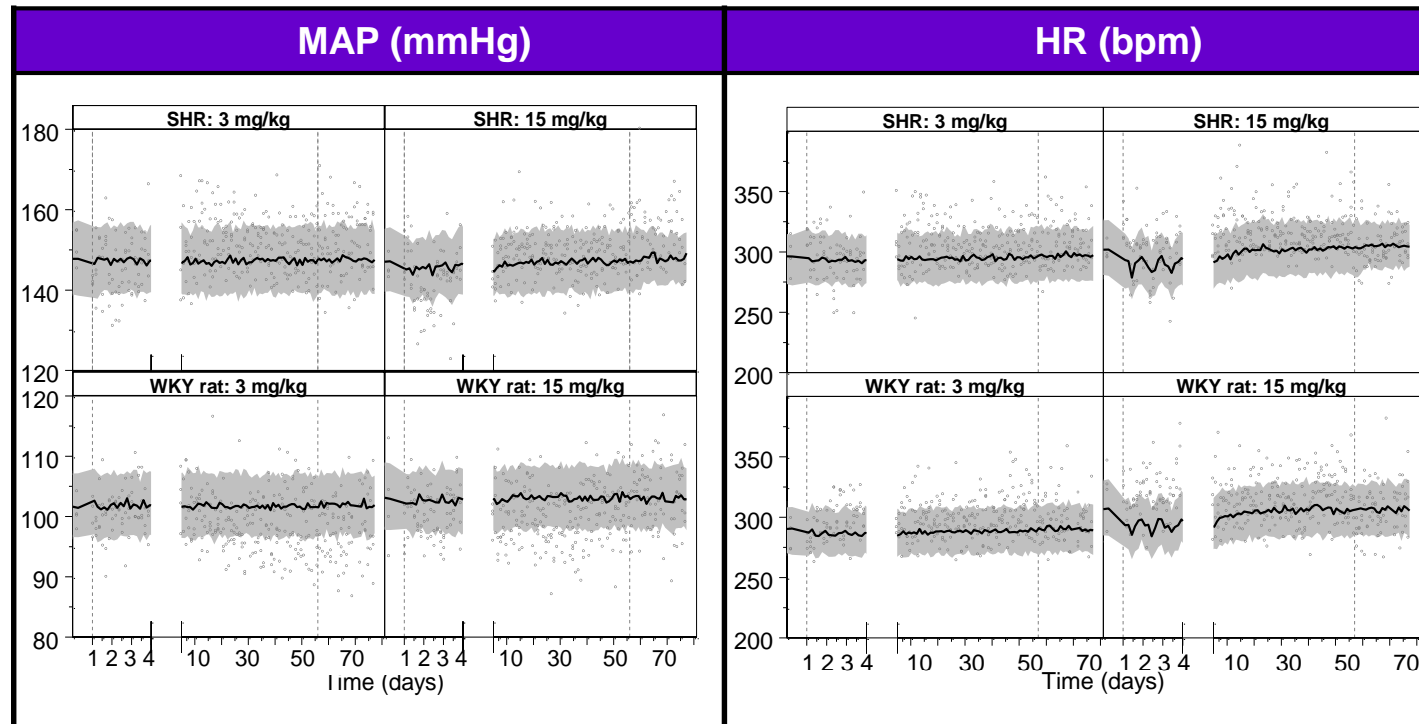 MAP (mmHg)
HR (bpm)
SHR: 3 mg/kg
SHR: 15 mg/kg
180
160
140
120
WKY rat: 3 mg/kg
WKY rat: 15 mg/kg
120
110
100
90
80
1 2 3 4 10 30 50 70 1 2 3 4 10 30 50 70
Time (days)
SHR: 3 mg/kg
SHR: 15 mg/kg
350
300
250
200
WKY rat: 3 mg/kg
WKY rat: 15 mg/kg
350
300
250
200
1 2 3 4 10 30 50 70 1 2 3 4 10 30 50 70
Time (days)